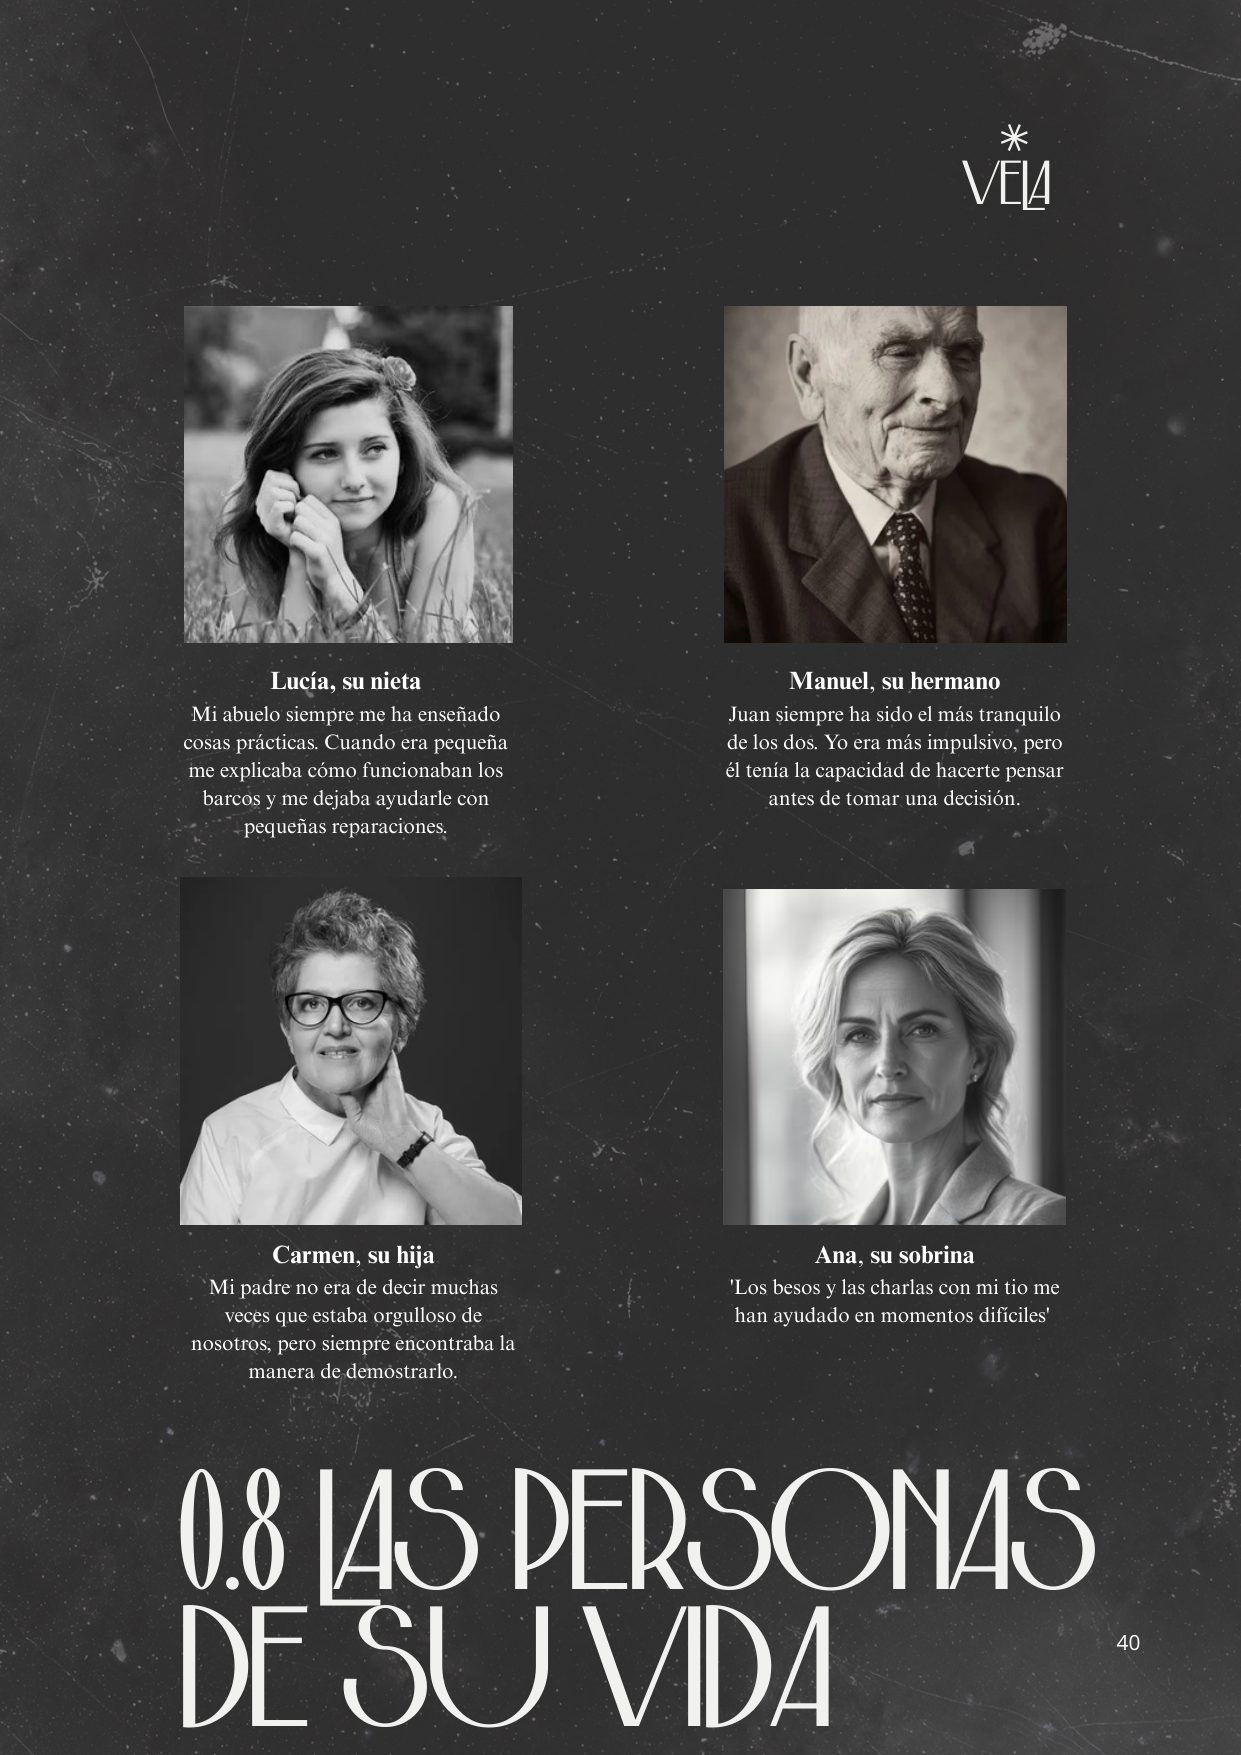 VELA
Lucía, su nieta
Mi abuelo siempre me ha enseñado
cosas prácticas. Cuando era pequeña
me explicaba cómo funcionaban los
barcos y me dejaba ayudarle con
pequeñas reparaciones.
Manuel, su hermano
Juan siempre ha sido el más tranquilo
de los dos. Yo era más impulsivo, pero
él tenía la capacidad de hacerte pensar
antes de tomar una decisión.
Carmen, su hija
Mi padre no era de decir muchas
veces que estaba orgulloso de
nosotros, pero siempre encontraba la
manera de demostrarlo.
Ana, su sobrina
'Los besos y las charlas con mi tio me
han ayudado en momentos difíciles'
0.8 LAS PERSONAS
DE SU VIDA
40